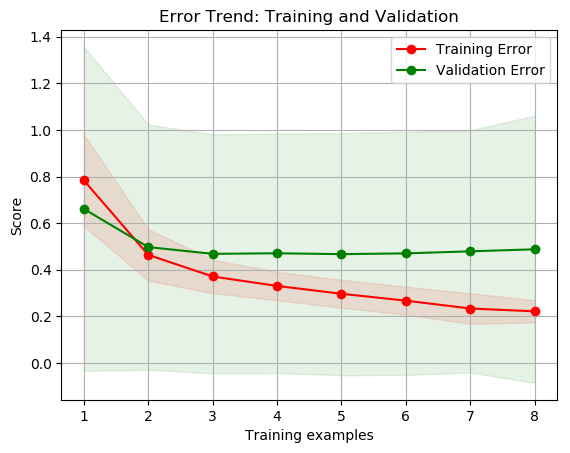 Error Trend: Training and Validation
1.4
1.2
1.0
0.8
0.6
0.4
0.2
0.0
Score
Training Error
Validation Error
1 2 3 4 5 6 7 8
Training examples